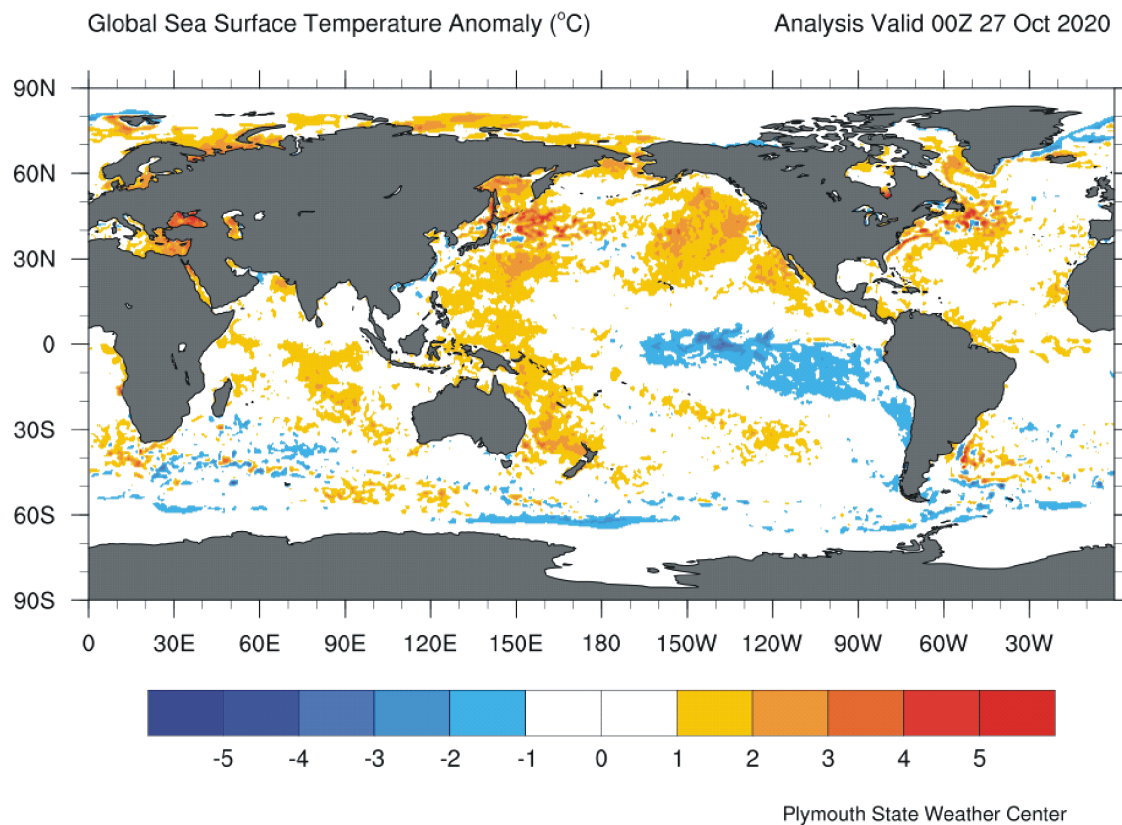 Global Sea Surface Temperature Anomaly (°C) Analysis Valid 00Z 27 Oct 2020
90N
60N
30N
0
30S
60S
90S
0 30E 60E 90E 120E 150E 180 150W 120W 90W 60W 30W
-5 -4 -3 -2 -1 0 1 2 3 4 5
Plymouth State Weather Center